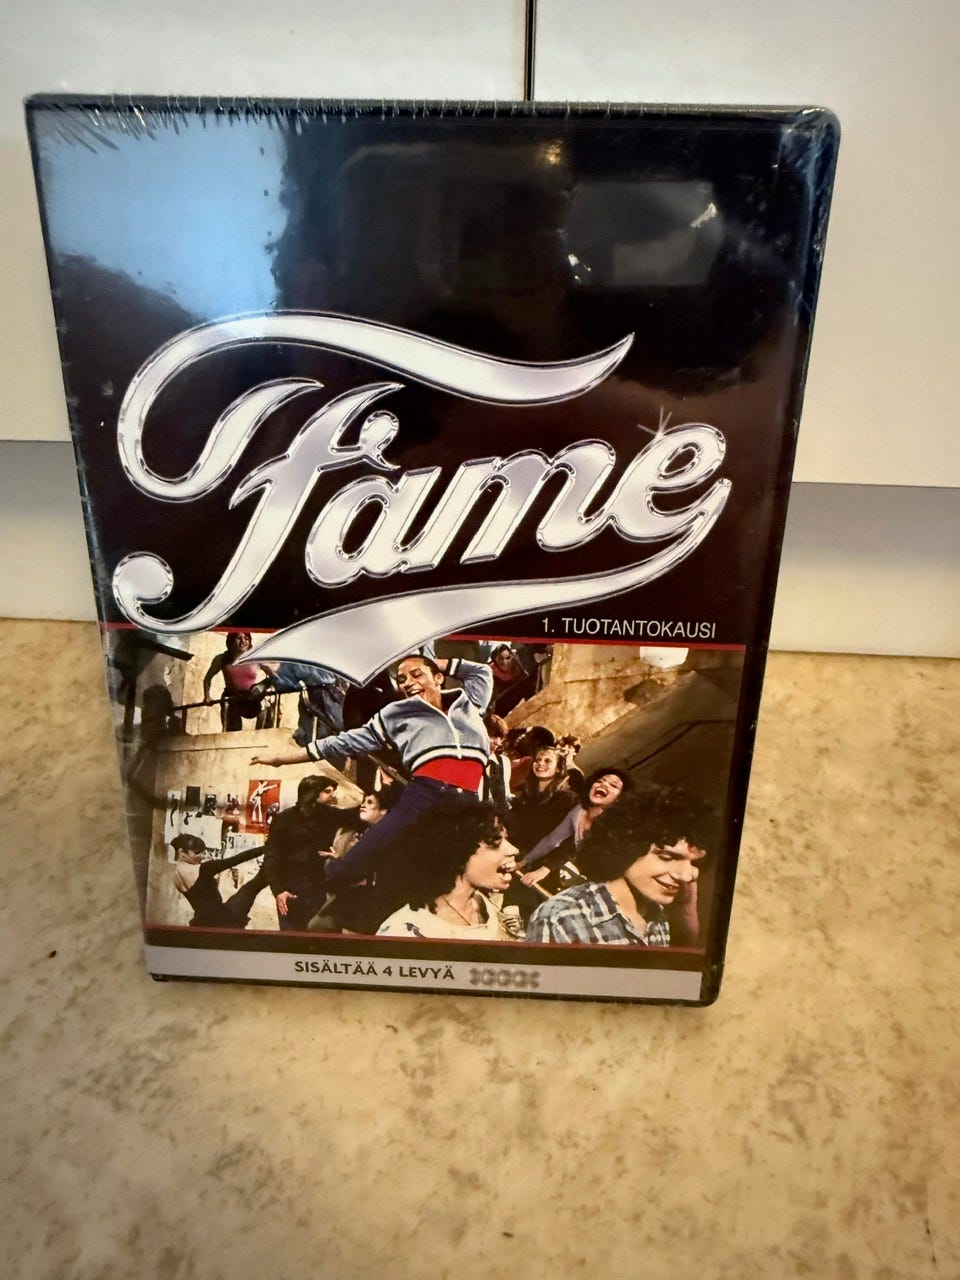 Fame
1. TUOTANTOKAUSI
SISÄLTÄÄ 4 LEVYÄ